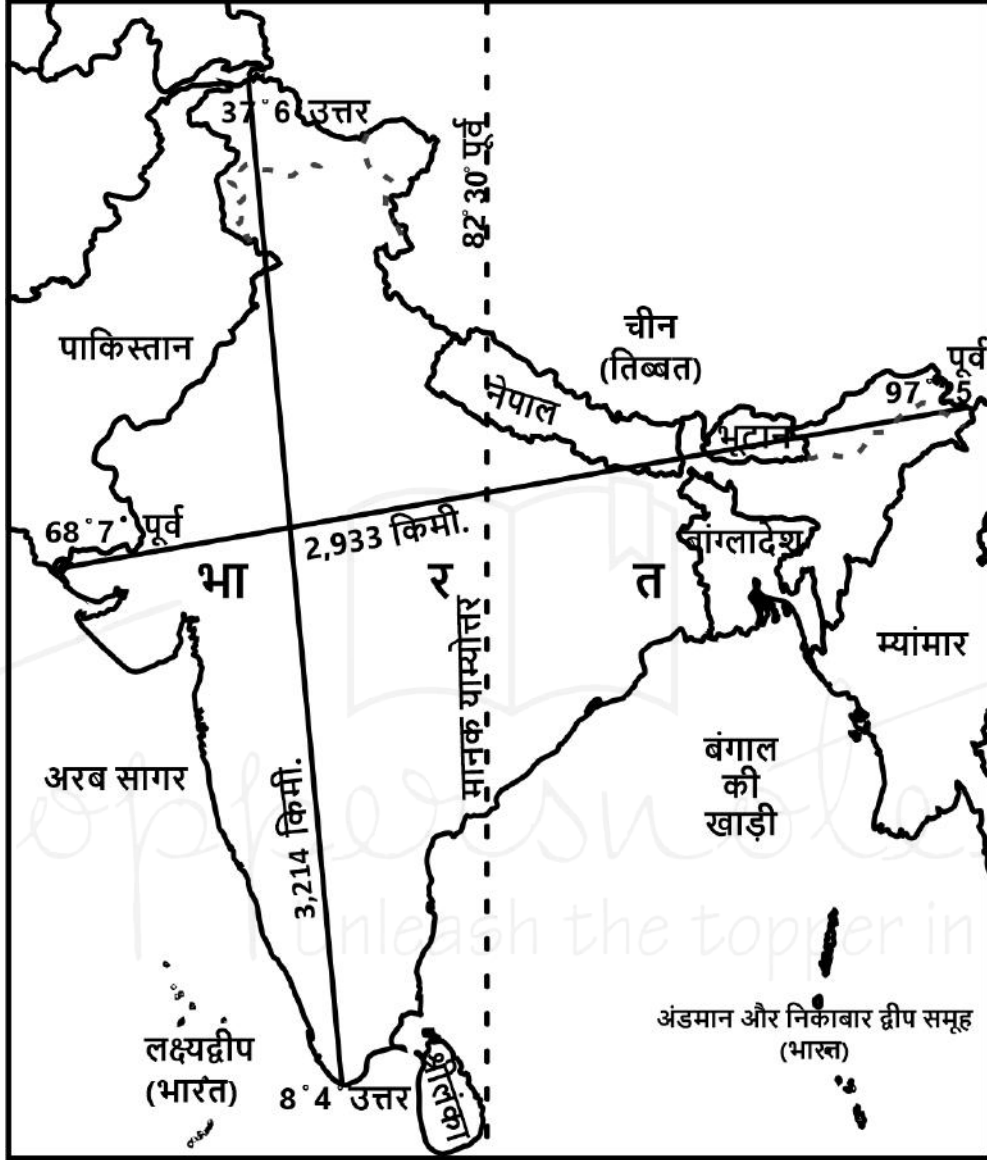 37°6 उत्तर
82°30' पूर्व
पाकिस्तान
चीन
(तिब्बत)
नेपाल
पूर्व
97°25
भूटान
68°7' पूर्व
2,933 किमी.
बांग्लादेश
भा र त
म्यांमार
मानक याम्योत्तर
अरब सागर
3,214 किमी.
बंगाल
की
खाड़ी
unleash the topper in
लक्ष्यद्वीप
(भारत)
8°4' उत्तर
श्रीलंका
अंडमान और निकाबार द्वीप समूह
(भारत)